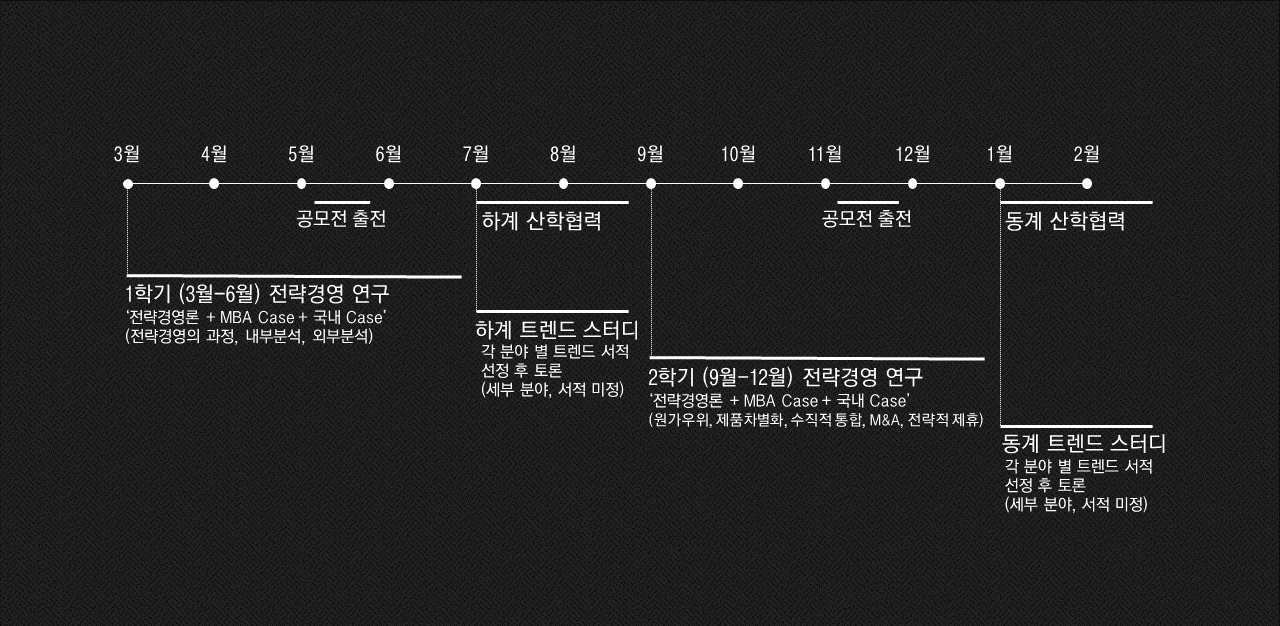 3월 4월 5월 6월 7월 8월 9월 10월 11월 12월 1월 2월
공모전 출전
하계 산학협력
공모전 출전
동계 산학협력
1학기 (3월-6월) 전략경영 연구
'전략경영론 + MBA Case + 국내 Case'
(전략경영의 과정, 내부분석, 외부분석)
하계 트렌드 스터디
각 분야 별 트렌드 서적
선정 후 토론
(세부 분야, 서적 미정)
2학기 (9월-12월) 전략경영 연구
'전략경영론 + MBA Case + 국내 Case'
(원가우위, 제품차별화, 수직적 통합, M&A, 전략적 제휴)
동계 트렌드 스터디
각 분야 별 트렌드 서적
선정 후 토론
(세부 분야, 서적 미정)